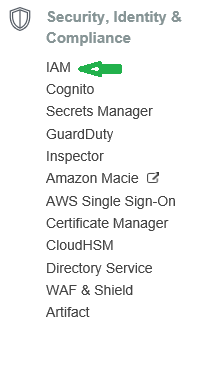 Security, Identity &
Compliance
IAM
Cognito
Secrets Manager
GuardDuty
Inspector
Amazon Macie
AWS Single Sign-On
Certificate Manager
CloudHSM
Directory Service
WAF & Shield
Artifact